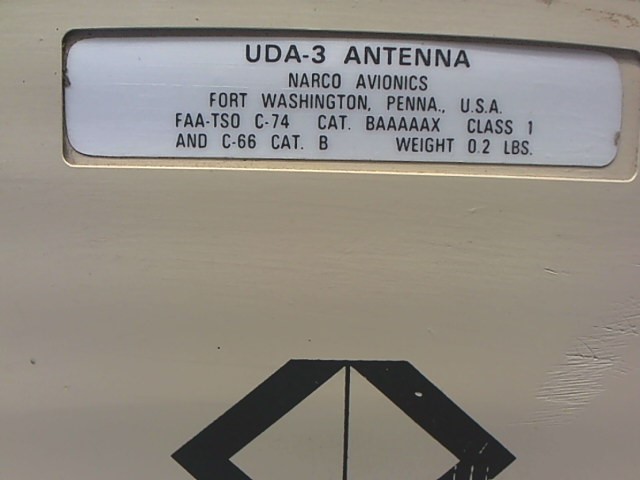 UDA-3 ANTENNA
NARCO AVIONICS
FORT WASHINGTON, PENNA., U.S.A.
FAA-TSO C-74 CAT. BAAAAAX CLASS 1
AND C-66 CAT. B WEIGHT 0.2 LBS.